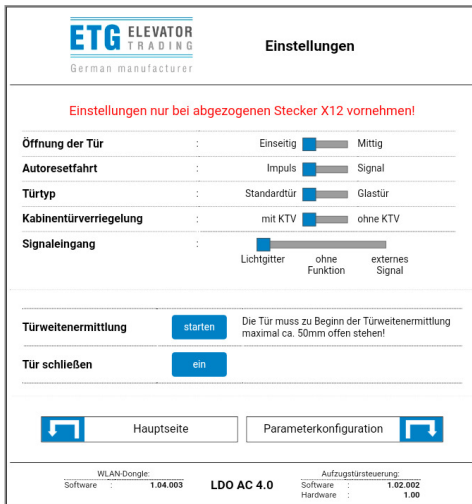 ETG ELEVATOR TRADING
German manufacturer
Einstellungen
Einstellungen nur bei abgezogenen Stecker X12 vornehmen!
Öffnung der Tür : Einseitig Mittig
Autoresetfahrt : Impuls Signal
Türtyp : Standardtür Glastür
Kabinentürverriegelung : mit KTV ohne KTV
Signaleingang :
Lichtgitter ohne Funktion externes Signal
Türweitenermittlung starten Die Tür muss zu Beginn der Türweitenermittlung
maximal ca. 50mm offen stehen!
Tür schließen ein
Hauptseite Parameterkonfiguration
WLAN-Dongle:
Software : 1.04.003
LDO AC 4.0
Aufzugstürsteuerung:
Software : 1.02.002
Hardware : 1.00